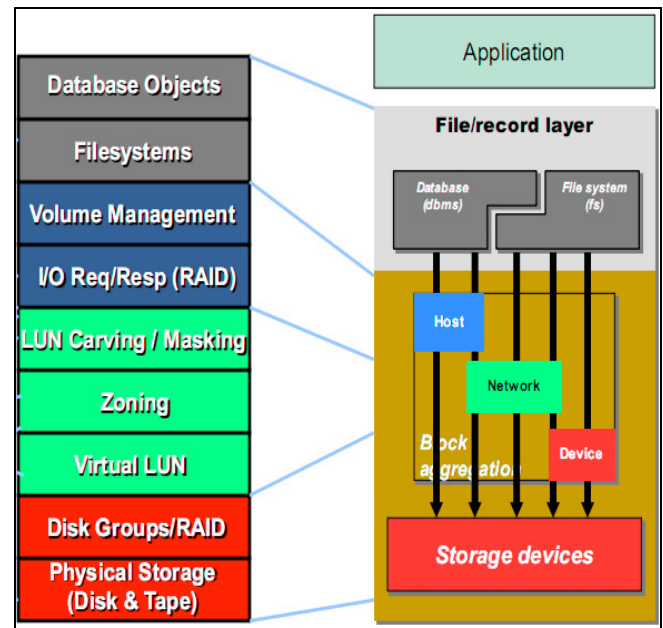 Database Objects
Filesystems
Volume Management
I/O Req/Resp (RAID)
LUN Carving / Masking
Zoning
Virtual LUN
Disk Groups/RAID
Physical Storage
(Disk & Tape)
Application
File/record layer
Database
(dbms)
File system
(fs)
Host
Network
Block
aggregation
Device
Storage devices